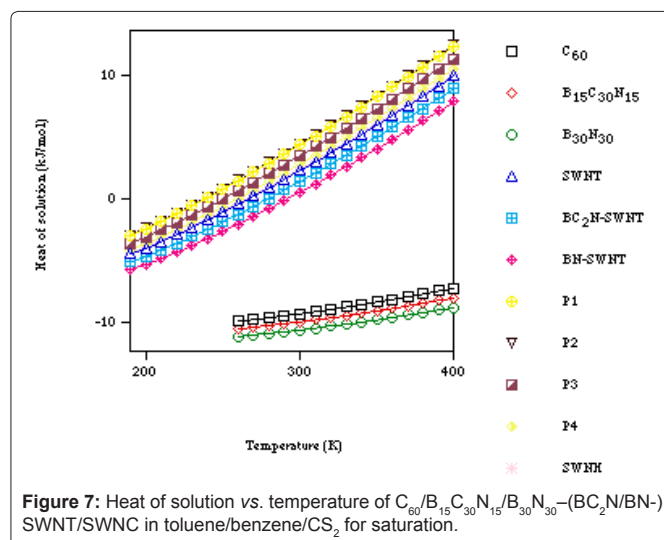 Heat of solution (kJ/mol)
10
0
-10
200
300
400
Temperature (K)
C₆₀
B₁₅C₃₀N₁₅
B₃₀N₃₀
SWNT
BC₂N-SWNT
BN-SWNT
P1
P2
P3
P4
SWNH
Figure 7: Heat of solution vs. temperature of C₆₀/B₁₅C₃₀N₁₅/B₃₀N₃₀–(BC₂N/BN-)
SWNT/SWNC in toluene/benzene/CS₂ for saturation.